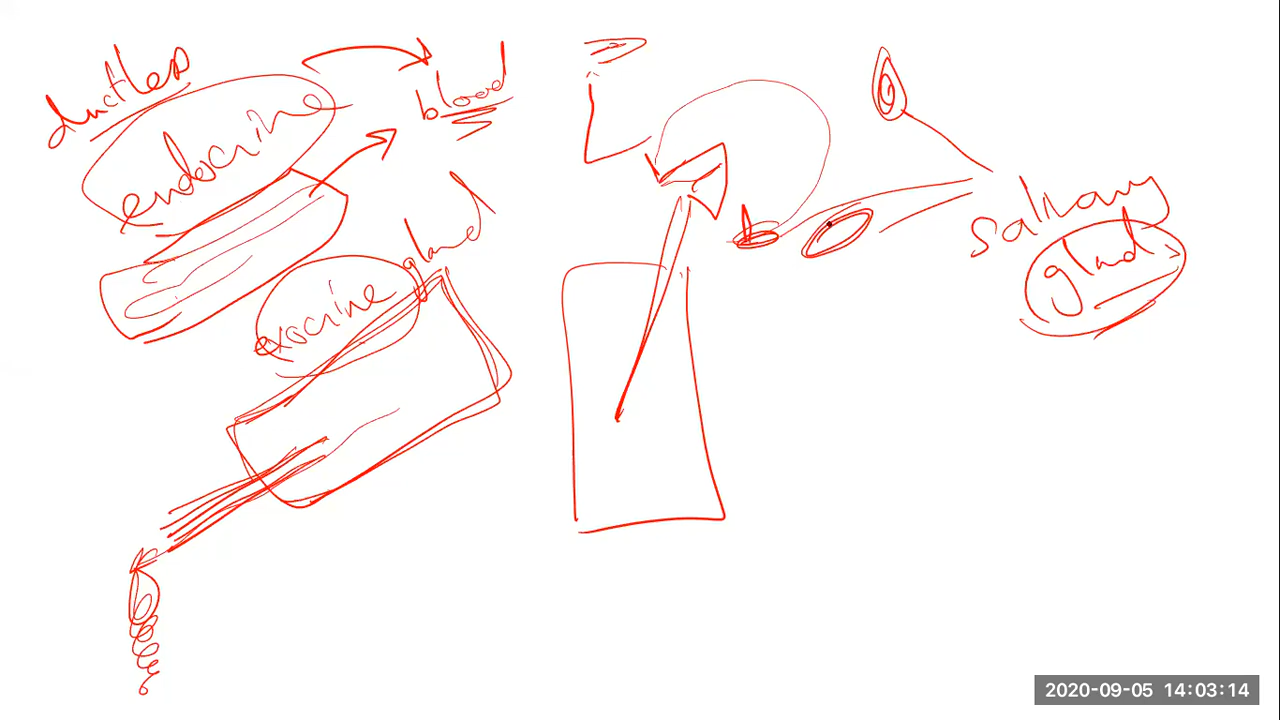 ductless
endocrine
blood
exocrine gland
salivary
gland
2020-09-05 14:03:14